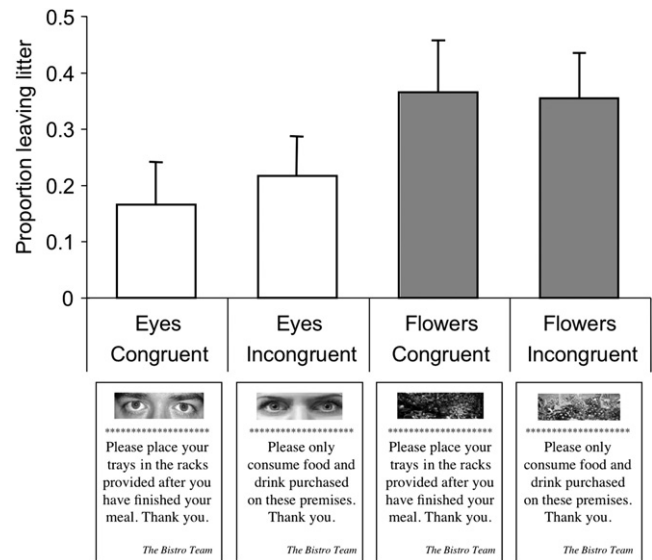 Proportion leaving litter
0.5
0.4
0.3
0.2
0.1
0
Eyes
Congruent
Eyes
Incongruent
Flowers
Congruent
Flowers
Incongruent
********************
Please place your
trays in the racks
provided after you
have finished your
meal. Thank you.
The Bistro Team
********************
Please only
consume food and
drink purchased
on these premises.
Thank you.
The Bistro Team
********************
Please place your
trays in the racks
provided after you
have finished your
meal. Thank you.
The Bistro Team
********************
Please only
consume food and
drink purchased
on these premises.
Thank you.
The Bistro Team